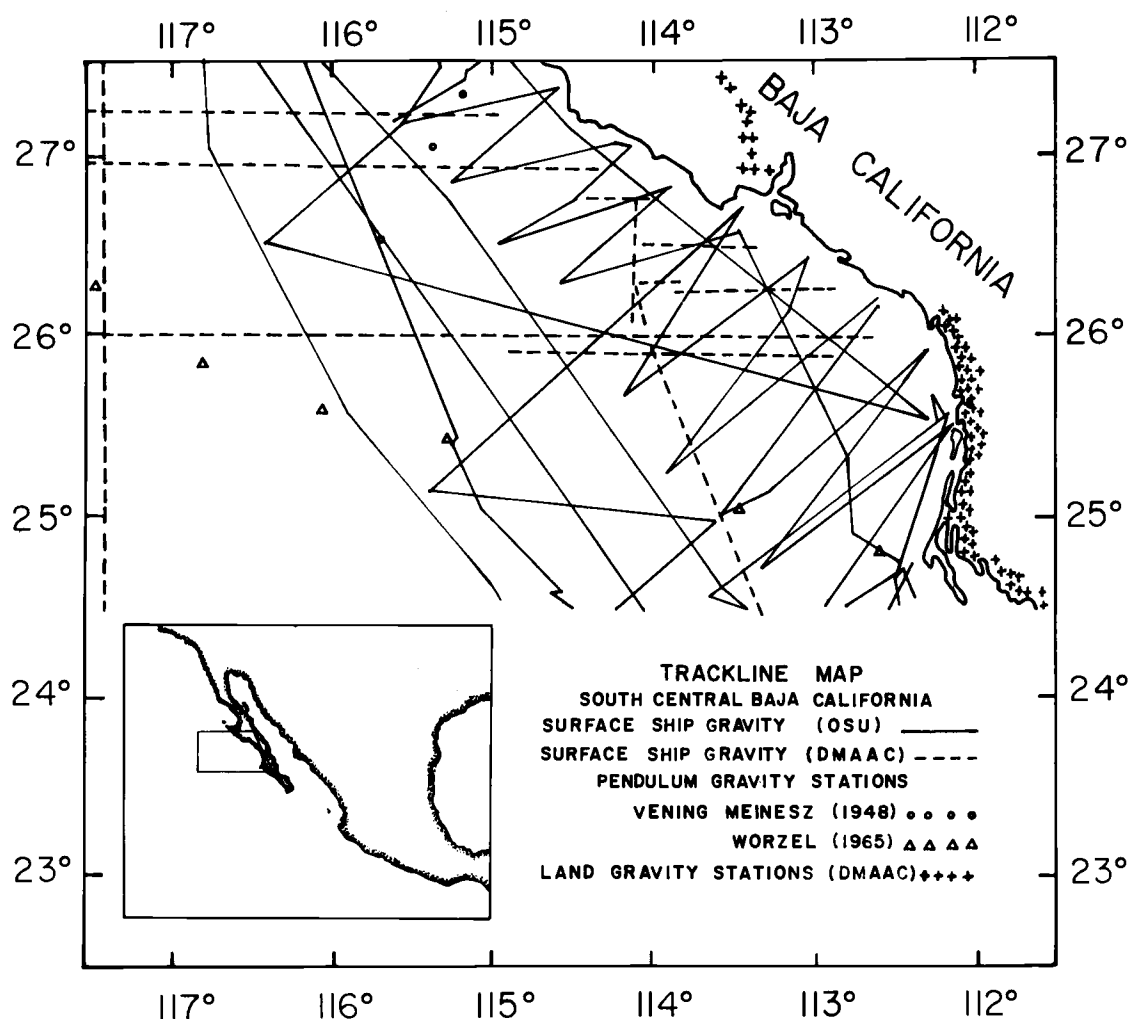 117° 116° 115° 114° 113° 112°
BAJA CALIFORNIA
27° 27°
26° 26°
25° 25°
24° 24°
23° 23°
TRACKLINE MAP
SOUTH CENTRAL BAJA CALIFORNIA
SURFACE SHIP GRAVITY (OSU)
SURFACE SHIP GRAVITY (DMAAC)
PENDULUM GRAVITY STATIONS
VENING MEINESZ (1948)
WORZEL (1965)
LAND GRAVITY STATIONS (DMAAC)
117° 116° 115° 114° 113° 112°